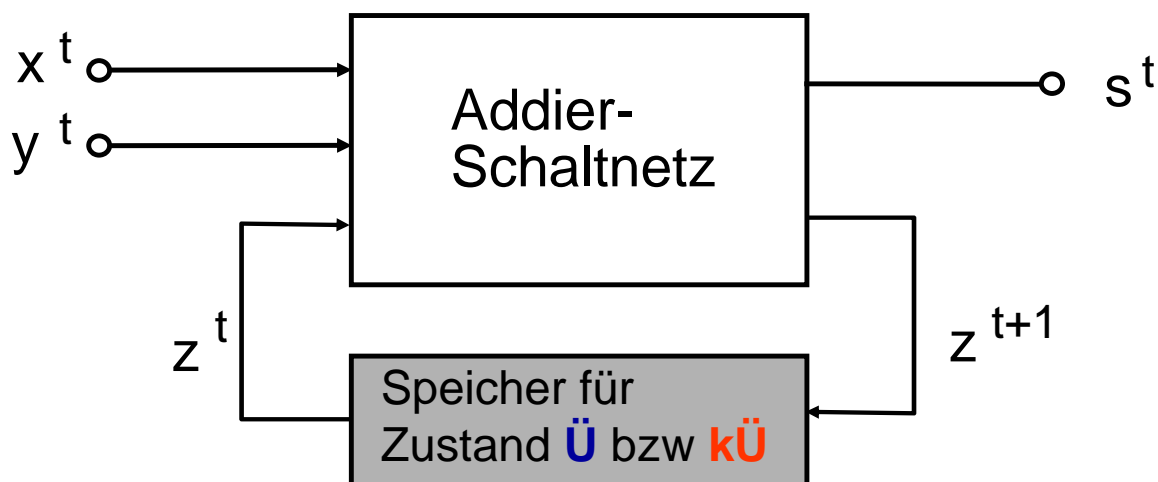 x t
y t
Addier-
Schaltnetz
s t
z t
z t+1
Speicher für
Zustand Ü bzw kÜ